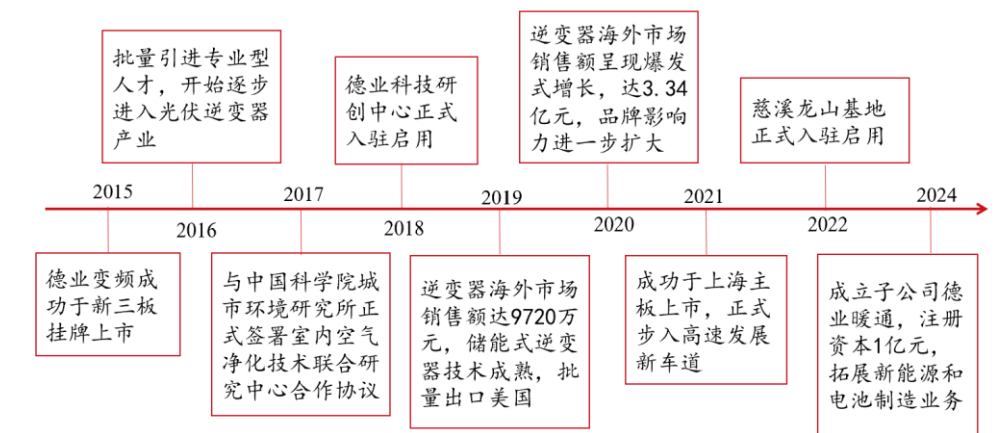 批量引进专业型
人才，开始逐步
进入光伏逆变器
产业
德业科技研
创中心正式
入驻启用
逆变器海外市场
销售额呈现爆发
式增长，达3.34
亿元，品牌影响
力进一步扩大
慈溪龙山基地
正式入驻启用
2015
2017
2019
2021
2024
2016
2018
2020
2022
德业变频成
功于新三板
挂牌上市
与中国科学院城
市环境研究所正
式签署室内空气
净化技术联合研
究中心合作协议
逆变器海外市场
销售额达9720万
元，储能式逆变
器技术成熟，批
量出口美国
成功于上海主
板上市，正式
步入高速发展
新车道
成立子公司德
业暖通，注册
资本1亿元，
拓展新能源和
电池制造业务